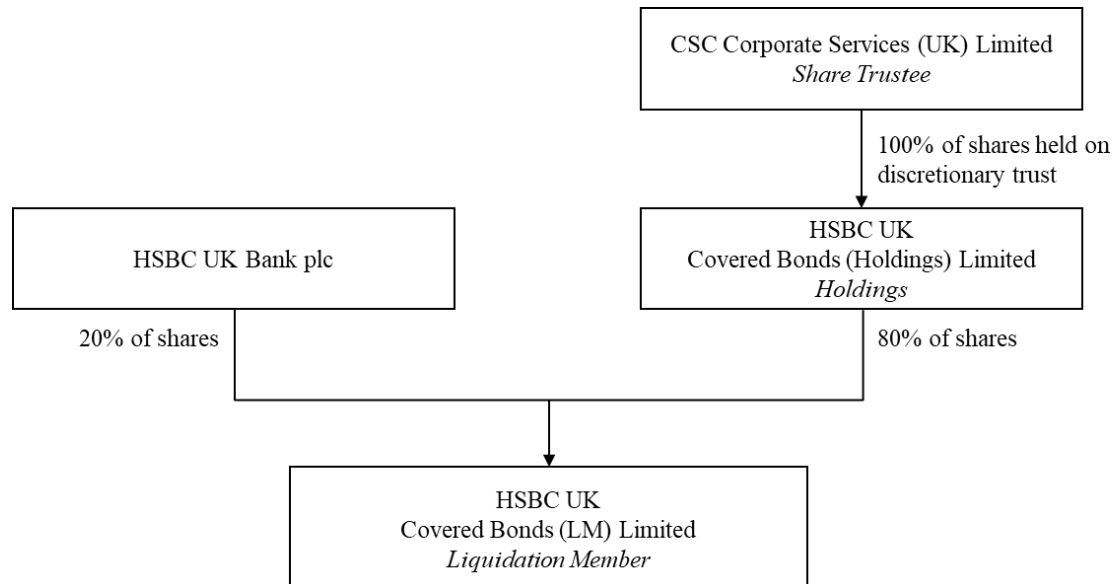 CSC Corporate Services (UK) Limited
Share Trustee
100% of shares held on
discretionary trust
HSBC UK Bank plc
HSBC UK
Covered Bonds (Holdings) Limited
Holdings
20% of shares
80% of shares
HSBC UK
Covered Bonds (LM) Limited
Liquidation Member